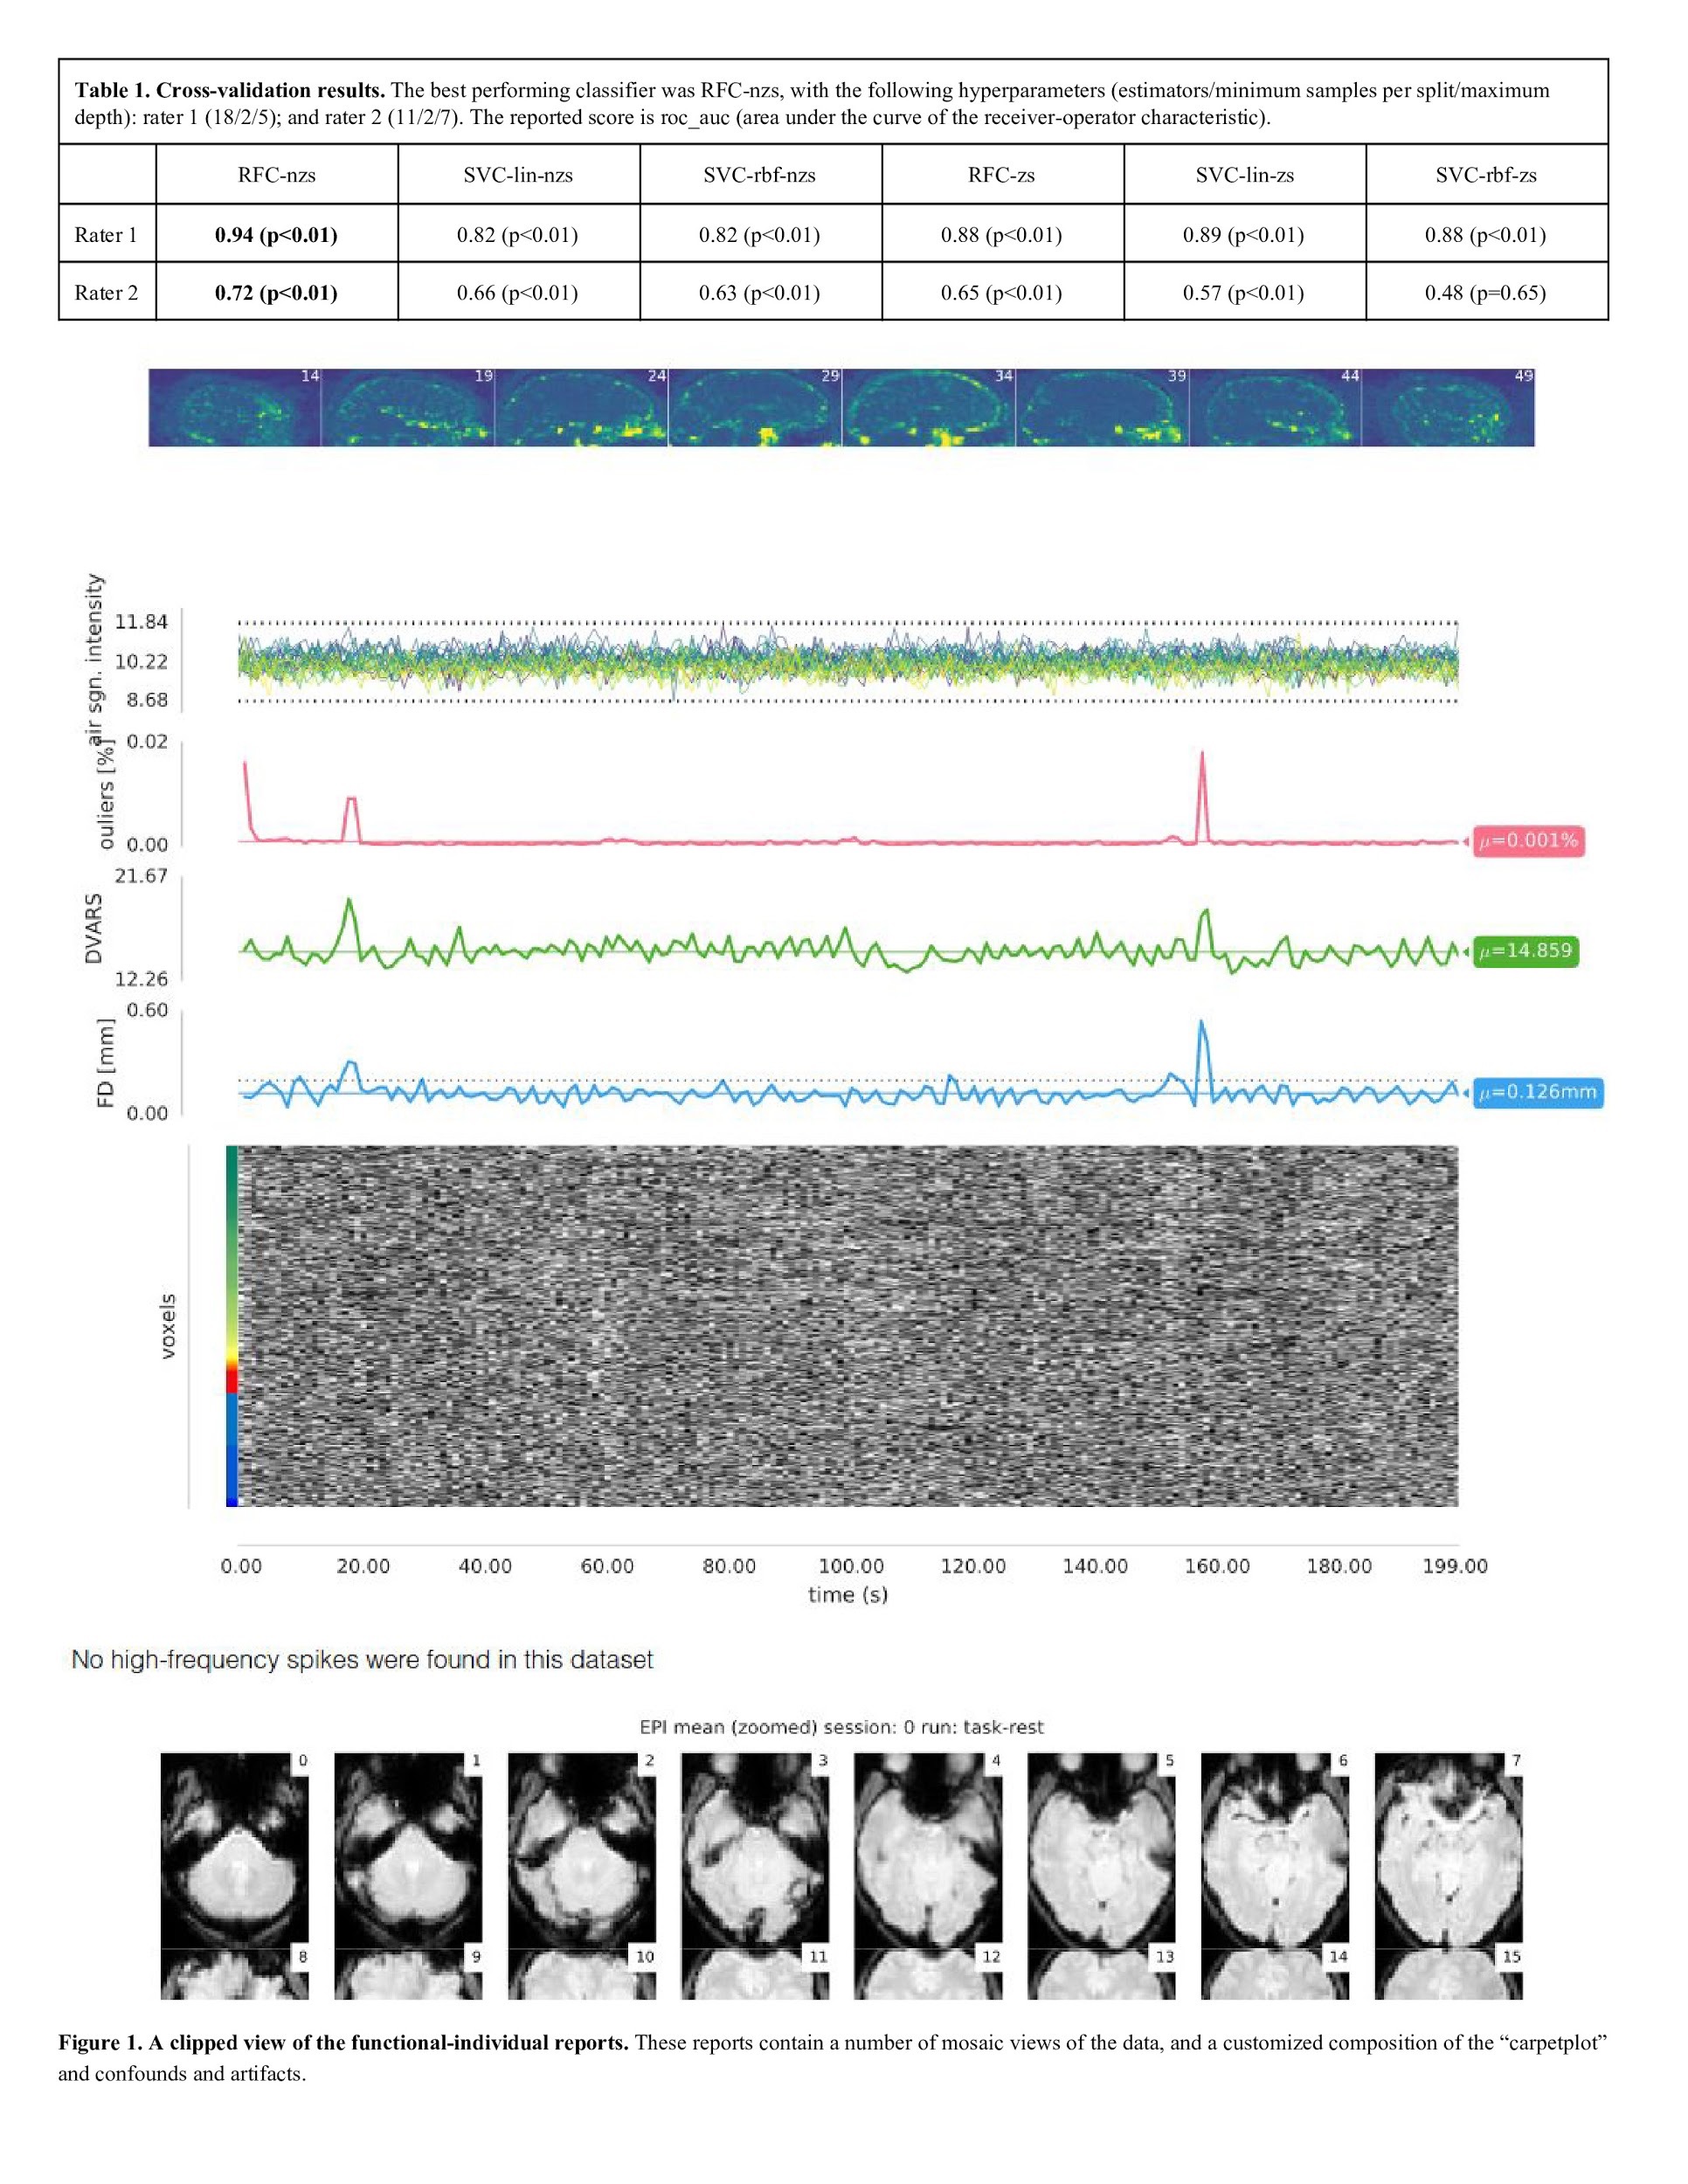 Table 1. Cross-validation results. The best performing classifier was RFC-nzs, with the following hyperparameters (estimators/minimum samples per split/maximum
depth): rater 1 (18/2/5); and rater 2 (11/2/7). The reported score is roc_auc (area under the curve of the receiver-operator characteristic).
RFC-nzs SVC-lin-nzs SVC-rbf-nzs RFC-zs SVC-lin-zs SVC-rbf-zs
Rater 1 0.94 (p<0.01) 0.82 (p<0.01) 0.82 (p<0.01) 0.88 (p<0.01) 0.89 (p<0.01) 0.88 (p<0.01)
Rater 2 0.72 (p<0.01) 0.66 (p<0.01) 0.63 (p<0.01) 0.65 (p<0.01) 0.57 (p<0.01) 0.48 (p=0.65)
14 19 24 29 34 39 44 49
air sgn. intensity
11.84
10.22
8.68
ouliers [%]
0.02
0.00
μ=0.001%
DVARS
21.67
12.26
μ=14.859
FD [mm]
0.60
0.00
μ=0.126mm
voxels
0.00 20.00 40.00 60.00 80.00 100.00 120.00 140.00 160.00 180.00 199.00
time (s)
No high-frequency spikes were found in this dataset
EPI mean (zoomed) session: 0 run: task-rest
0 1 2 3 4 5 6 7
8 9 10 11 12 13 14 15
Figure 1. A clipped view of the functional-individual reports. These reports contain a number of mosaic views of the data, and a customized composition of the “carpetplot”
and confounds and artifacts.